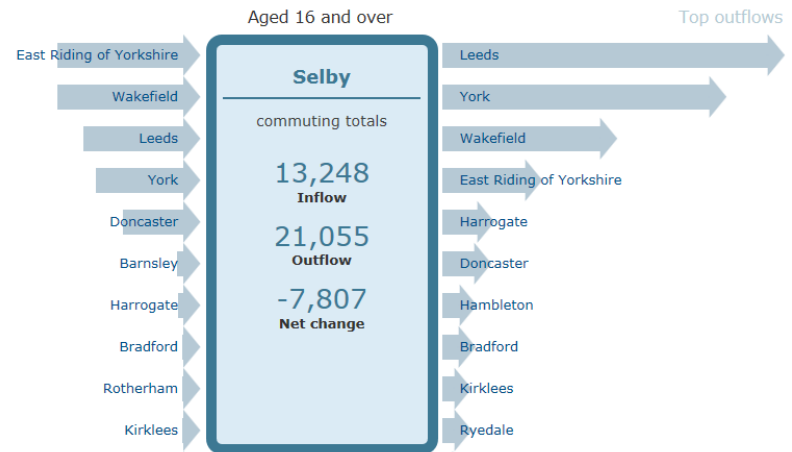 Aged 16 and over
Top outflows
East Riding of Yorkshire
Wakefield
Leeds
York
Doncaster
Barnsley
Harrogate
Bradford
Rotherham
Kirklees
Selby
commuting totals
13,248
Inflow
21,055
Outflow
-7,807
Net change
Leeds
York
Wakefield
East Riding of Yorkshire
Harrogate
Doncaster
Hambleton
Bradford
Kirklees
Ryedale